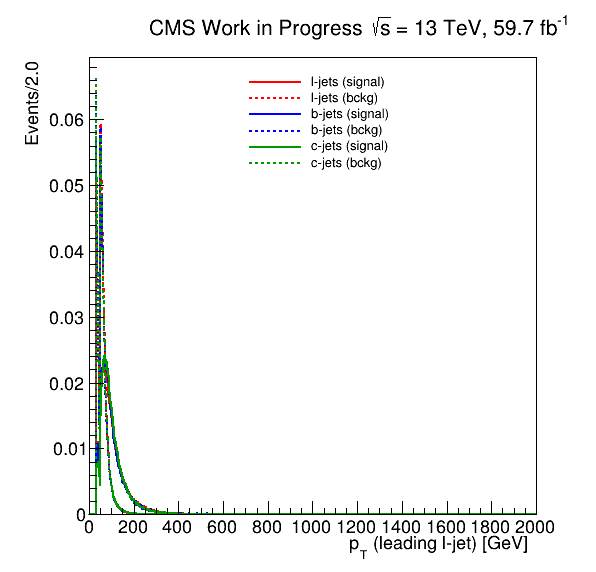 CMS Work in Progress √s = 13 TeV, 59.7 fb⁻¹
Events/2.0
l-jets (signal)
l-jets (bckg)
b-jets (signal)
b-jets (bckg)
c-jets (signal)
c-jets (bckg)
0.06
0.05
0.04
0.03
0.02
0.01
0
0 200 400 600 800 1000 1200 1400 1600 1800 2000
p_T (leading l-jet) [GeV]